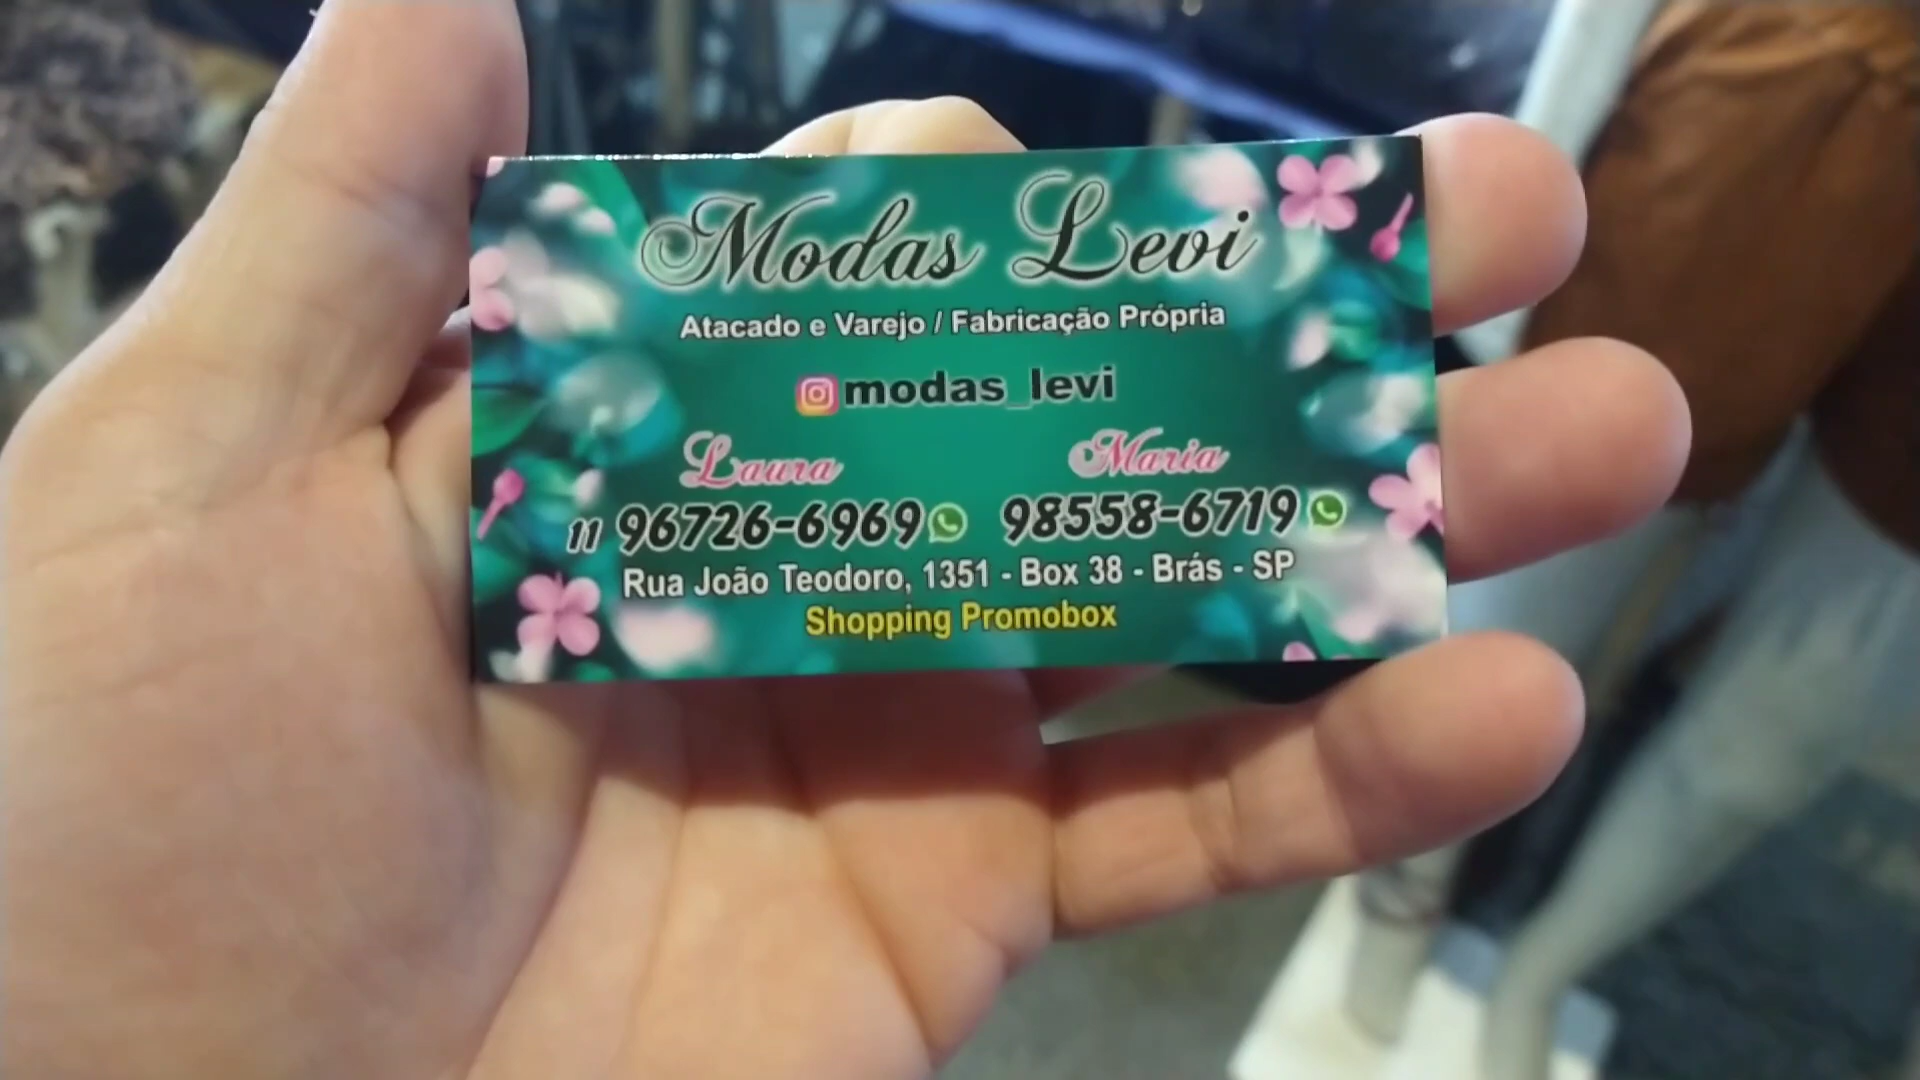 Modas Levi
Atacado e Varejo / Fabricação Própria
modas_levi
Laura Maria
11 96726-6969 98558-6719
Rua João Teodoro, 1351 - Box 38 - Brás - SP
Shopping Promobox